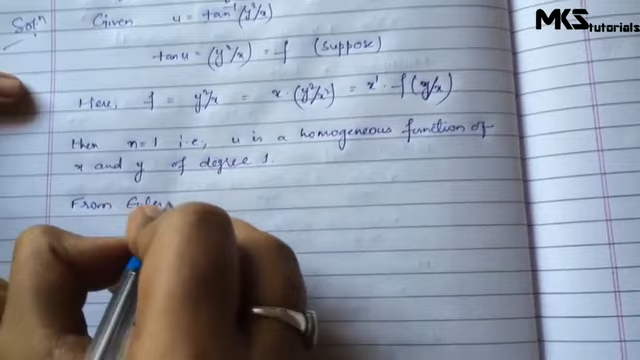 MKS tutorials
Solⁿ Given u = tan⁻¹(y²/x)
tan u = (y²/x) = f (suppose)
Here, f = y²/x = x·(y²/x²) = x¹·f(y/x)
then n=1 i.e, u is a homogeneous function of
x and y of degree 1.
From Euler